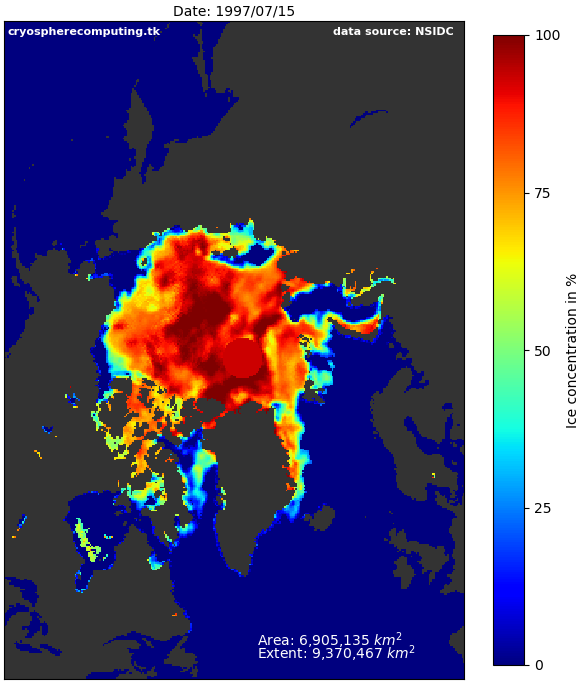 Date: 1997/07/15
cryospherecomputing.tk
data source: NSIDC
100
75
50
25
0
Ice concentration in %
Area: 6,905,135 km²
Extent: 9,370,467 km²